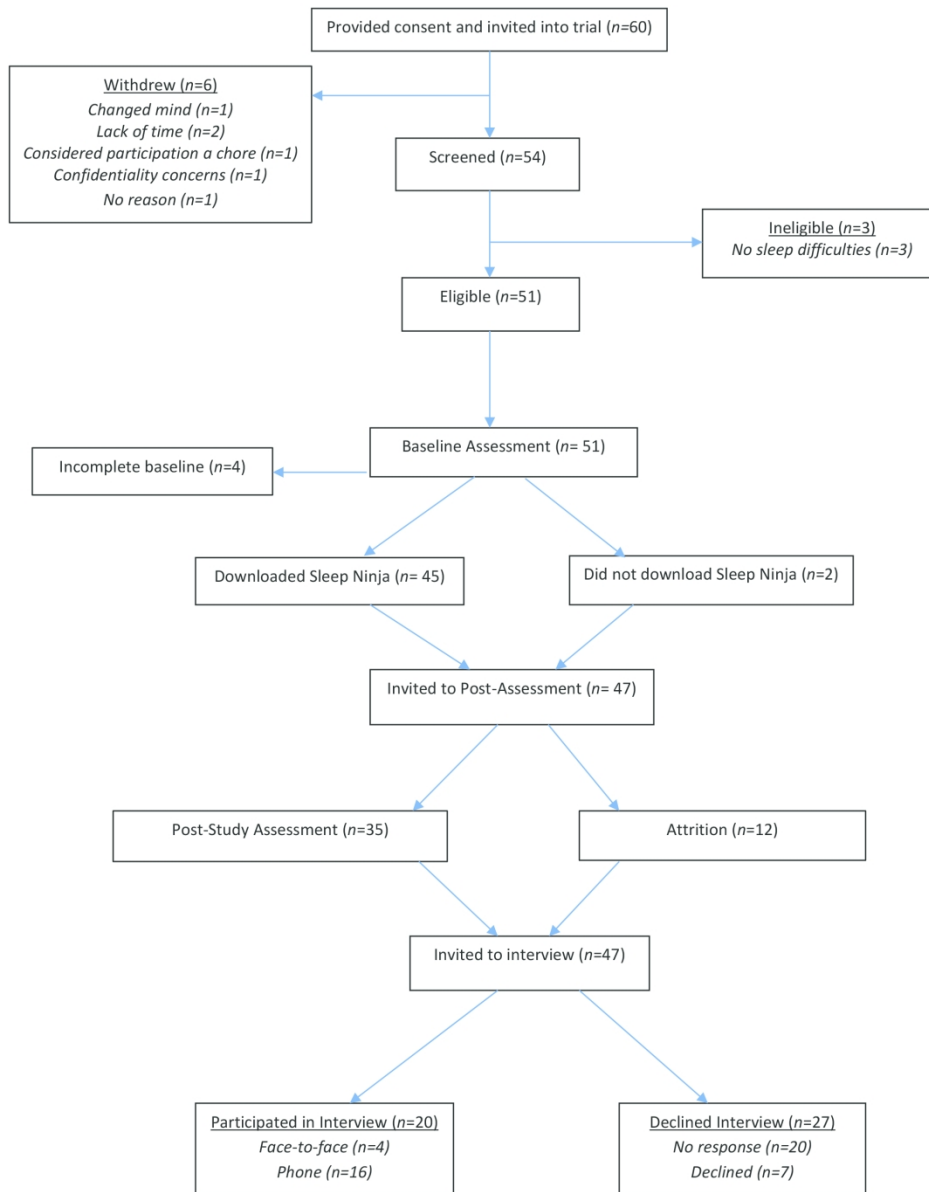 Provided consent and invited into trial (n=60)
Withdrew (n=6)
Changed mind (n=1)
Lack of time (n=2)
Considered participation a chore (n=1)
Confidentiality concerns (n=1)
No reason (n=1)
Screened (n=54)
Ineligible (n=3)
No sleep difficulties (n=3)
Eligible (n=51)
Baseline Assessment (n= 51)
Incomplete baseline (n=4)
Downloaded Sleep Ninja (n= 45)
Did not download Sleep Ninja (n=2)
Invited to Post-Assessment (n= 47)
Post-Study Assessment (n=35)
Attrition (n=12)
Invited to interview (n=47)
Participated in Interview (n=20)
Face-to-face (n=4)
Phone (n=16)
Declined Interview (n=27)
No response (n=20)
Declined (n=7)